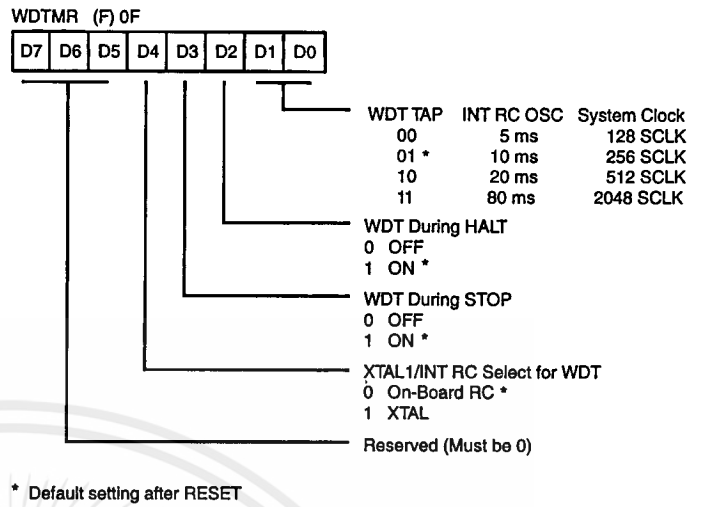 WDTMR (F) 0F
D7 D6 D5 D4 D3 D2 D1 D0
WDT TAP INT RC OSC System Clock
00 5 ms 128 SCLK
01 * 10 ms 256 SCLK
10 20 ms 512 SCLK
11 80 ms 2048 SCLK
WDT During HALT
0 OFF
1 ON *
WDT During STOP
0 OFF
1 ON *
XTAL1/INT RC Select for WDT
0 On-Board RC *
1 XTAL
Reserved (Must be 0)
* Default setting after RESET